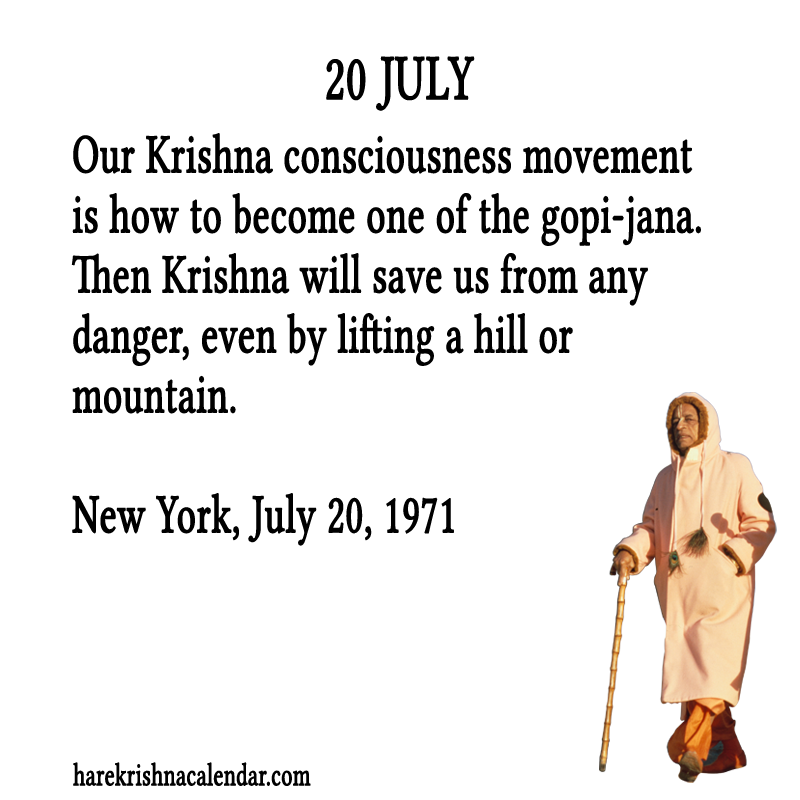 20 JULY
Our Krishna consciousness movement
is how to become one of the gopi-jana.
Then Krishna will save us from any
danger, even by lifting a hill or
mountain.
New York, July 20, 1971
harekrishnacalendar.com